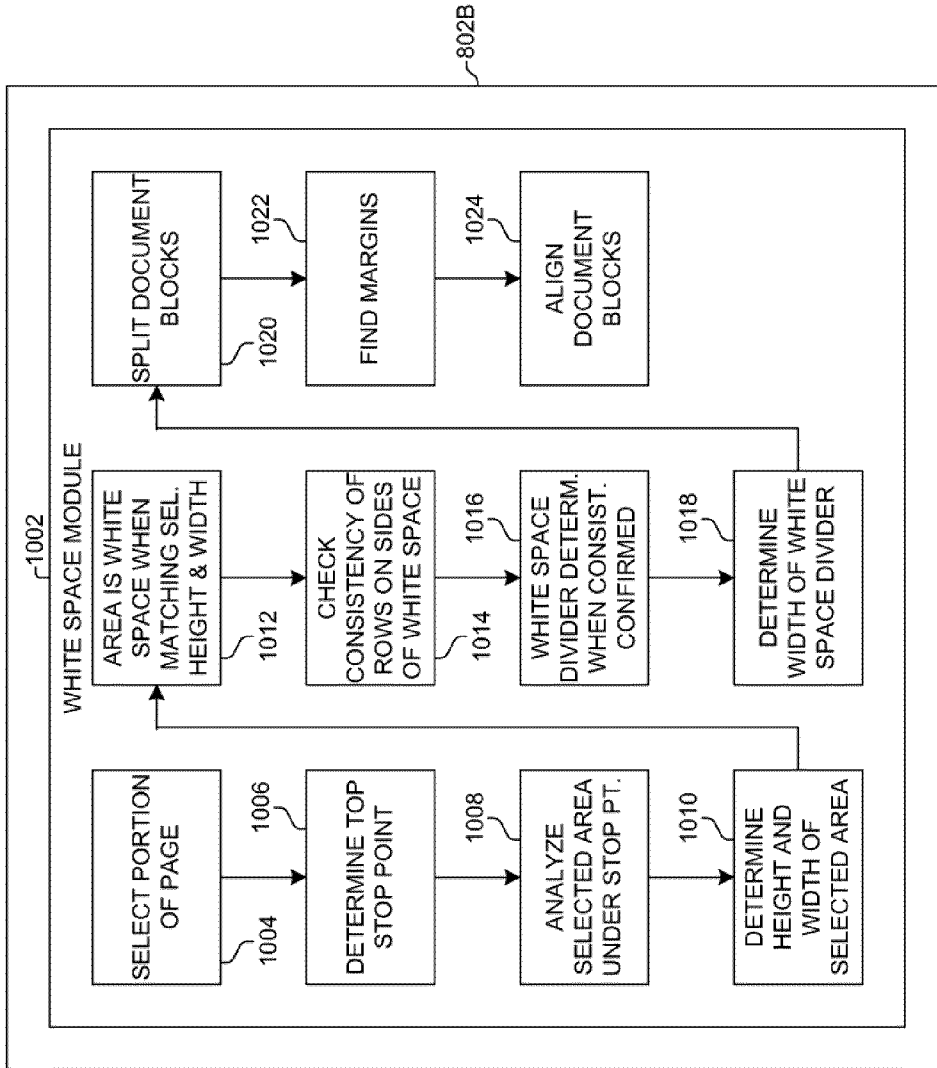 802B
1002
WHITE SPACE MODULE
SELECT PORTION
OF PAGE
1004
DETERMINE TOP
STOP POINT
1006
ANALYZE
SELECTED AREA
UNDER STOP PT.
1008
DETERMINE
HEIGHT AND
WIDTH OF
SELECTED AREA
1010
AREA IS WHITE
SPACE WHEN
MATCHING SEL.
HEIGHT & WIDTH
1012
CHECK
CONSISTENCY OF
ROWS ON SIDES
OF WHITE SPACE
1014
WHITE SPACE
DIVIDER DETERM.
WHEN CONSIST.
CONFIRMED
1016
DETERMINE
WIDTH OF WHITE
SPACE DIVIDER
1018
SPLIT DOCUMENT
BLOCKS
1020
FIND MARGINS
1022
ALIGN
DOCUMENT
BLOCKS
1024